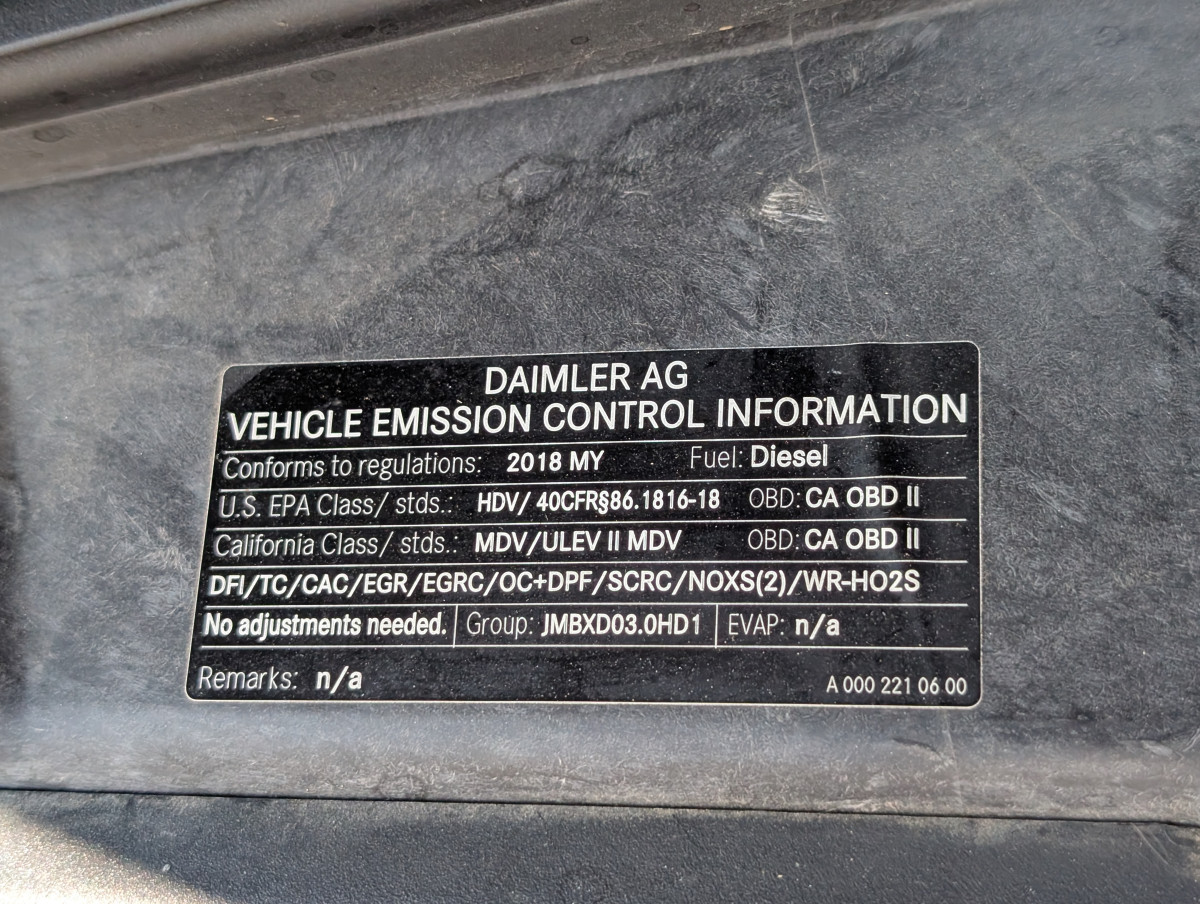 DAIMLER AG
VEHICLE EMISSION CONTROL INFORMATION
Conforms to regulations: 2018 MY Fuel: Diesel
U.S. EPA Class/ stds.: HDV/ 40CFR§86.1816-18 OBD: CA OBD II
California Class/ stds.: MDV/ULEV II MDV OBD: CA OBD II
DFI/TC/CAC/EGR/EGRC/OC+DPF/SCRC/NOXS(2)/WR-HO2S
No adjustments needed. Group: JMBXD03.0HD1 EVAP: n/a
Remarks: n/a A 000 221 06 00